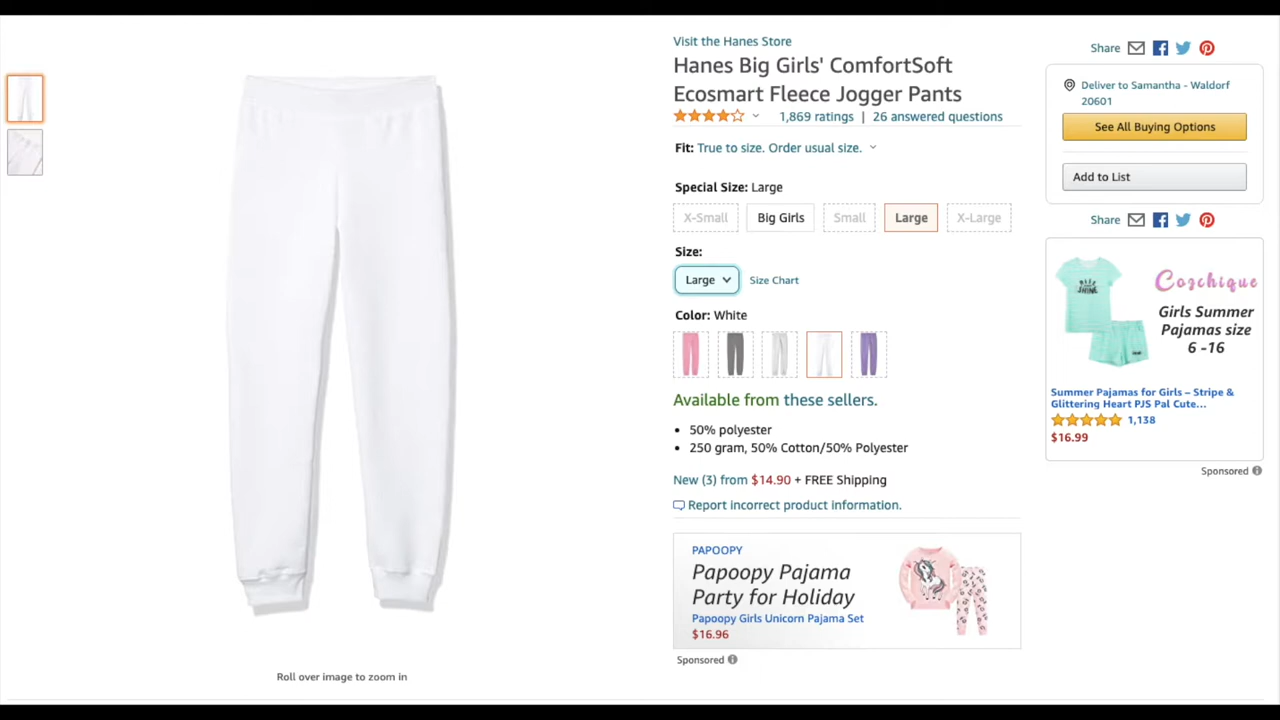 Visit the Hanes Store
Hanes Big Girls' ComfortSoft
Ecosmart Fleece Jogger Pants
1,869 ratings | 26 answered questions
Fit: True to size. Order usual size.
Special Size: Large
X-Small Big Girls Small Large X-Large
Size:
Large Size Chart
Color: White
Available from these sellers.
• 50% polyester
• 250 gram, 50% Cotton/50% Polyester
New (3) from $14.90 + FREE Shipping
Report incorrect product information.
PAPOOPY
Papoopy Pajama
Party for Holiday
Papoopy Girls Unicorn Pajama Set
$16.96
Sponsored
Roll over image to zoom in
Share
Deliver to Samantha - Waldorf
20601
See All Buying Options
Add to List
Share
Cozchique
Girls Summer
Pajamas size
6 -16
Summer Pajamas for Girls – Stripe &
Glittering Heart PJS Pal Cute...
1,138
$16.99
Sponsored